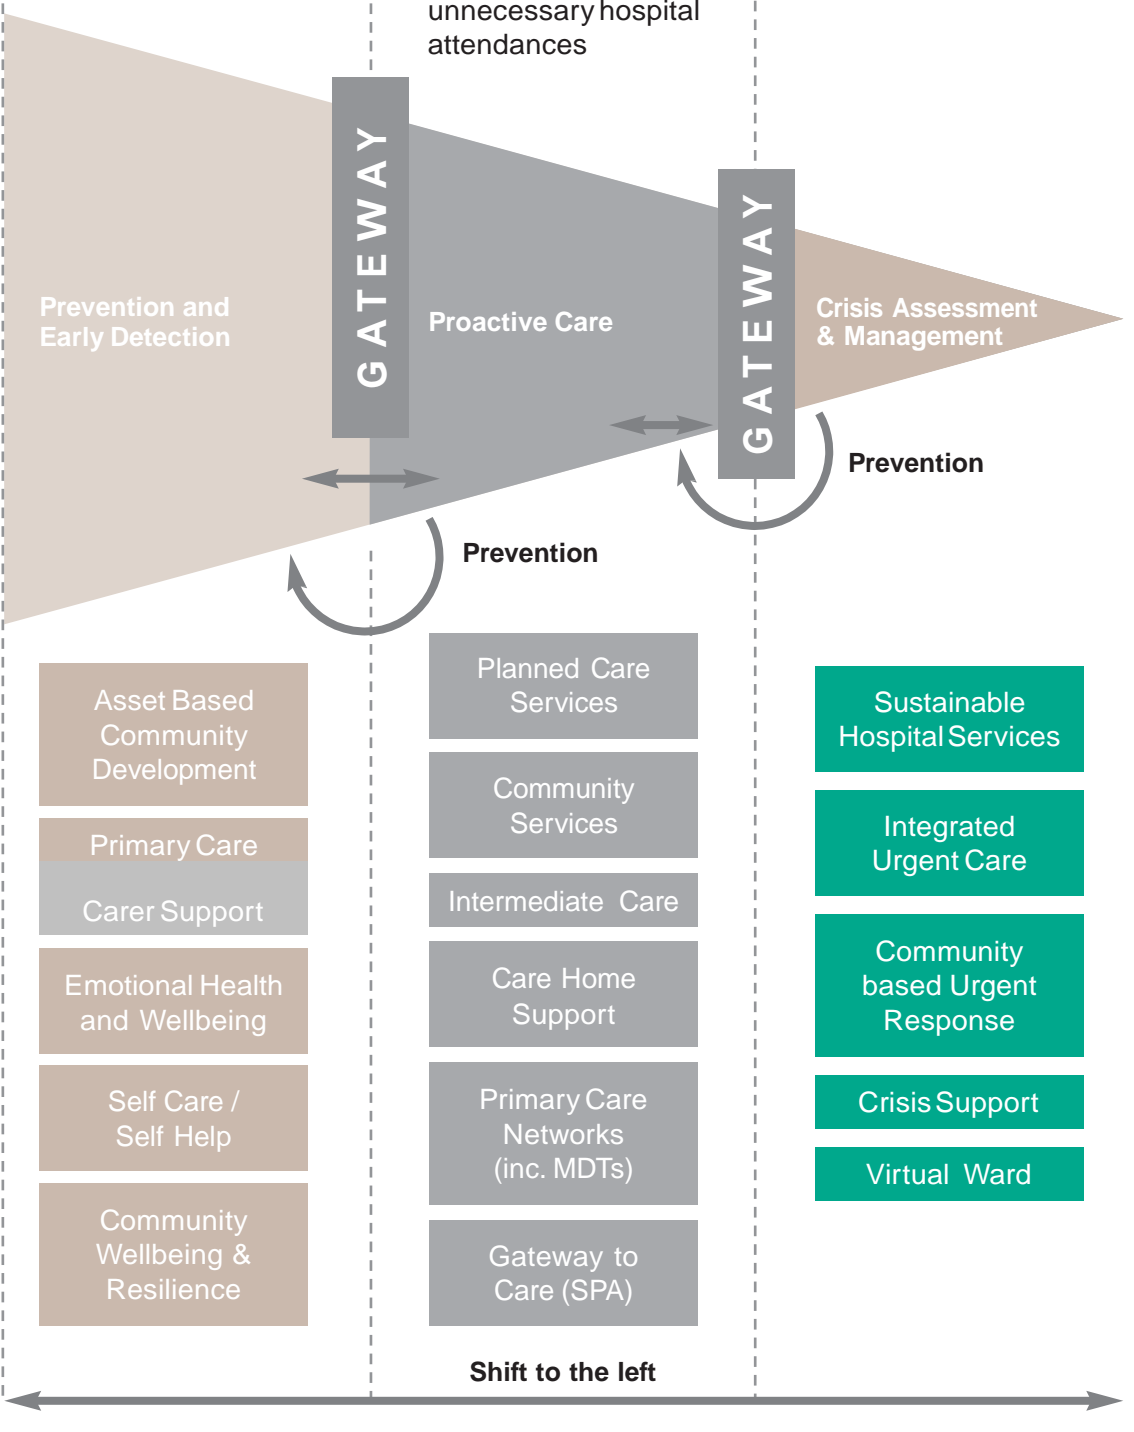 unnecessary hospital
attendances
GATEWAY
GATEWAY
Prevention and
Early Detection
Proactive Care
Crisis Assessment
& Management
Prevention
Prevention
Asset Based
Community
Development
Primary Care
Carer Support
Emotional Health
and Wellbeing
Self Care /
Self Help
Community
Wellbeing &
Resilience
Planned Care
Services
Community
Services
Intermediate Care
Care Home
Support
Primary Care
Networks
(inc. MDTs)
Gateway to
Care (SPA)
Sustainable
Hospital Services
Integrated
Urgent Care
Community
based Urgent
Response
Crisis Support
Virtual Ward
Shift to the left